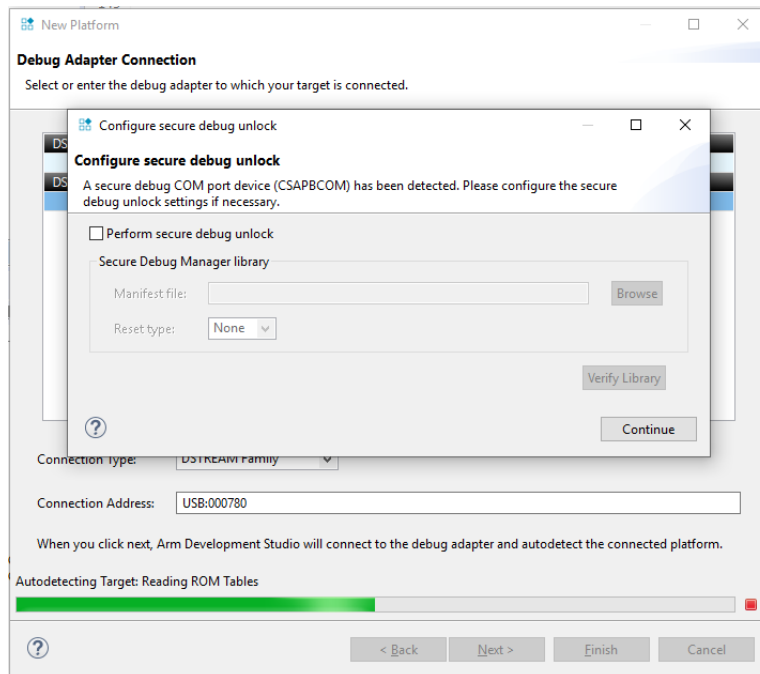 New Platform
Debug Adapter Connection
Select or enter the debug adapter to which your target is connected.
DS
DS
Configure secure debug unlock
Configure secure debug unlock
A secure debug COM port device (CSAPBCOM) has been detected. Please configure the secure
debug unlock settings if necessary.
Perform secure debug unlock
Secure Debug Manager library
Manifest file:
Browse
Reset type:
None
Verify Library
Continue
Connection Type:
DSTREAM Family
Connection Address:
USB:000780
When you click next, Arm Development Studio will connect to the debug adapter and autodetect the connected platform.
Autodetecting Target: Reading ROM Tables
< Back
Next >
Finish
Cancel